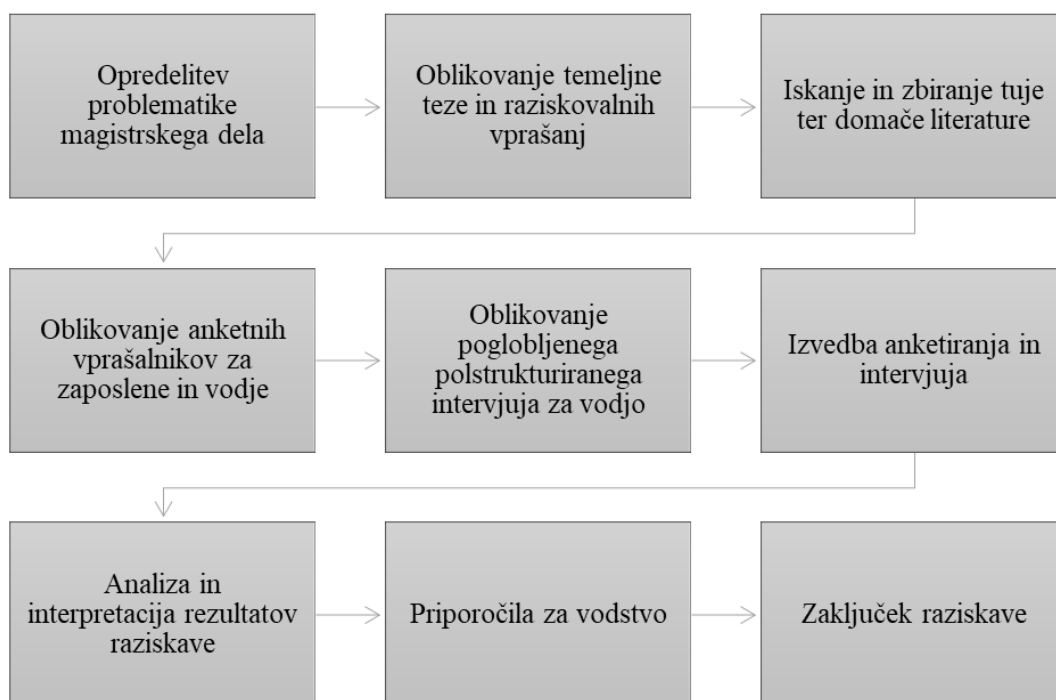 Opredelitev
problematike
magistrskega dela
Oblikovanje temeljne
teze in raziskovalnih
vprašanj
Iskanje in zbiranje tuje
ter domače literature
Oblikovanje anketnih
vprašalnikov za
zaposlene in vodje
Oblikovanje
poglobljenega
polstrukturiranega
intervjuja za vodjo
Izvedba anketiranja in
intervjuja
Analiza in
interpretacija rezultatov
raziskave
Priporočila za vodstvo
Zaključek raziskave